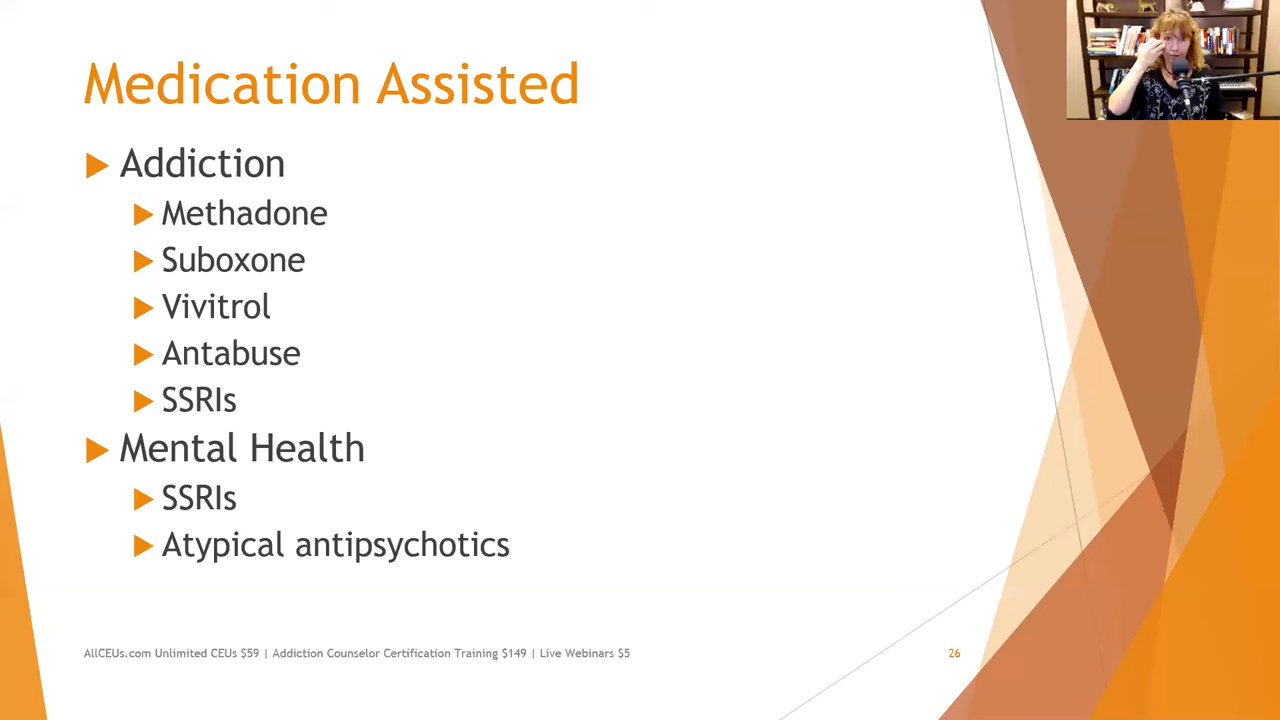 Medication Assisted
Addiction
Methadone
Suboxone
Vivitrol
Antabuse
SSRIs
Mental Health
SSRIs
Atypical antipsychotics
AllCEUs.com Unlimited CEUs $59 | Addiction Counselor Certification Training $149 | Live Webinars $5
26